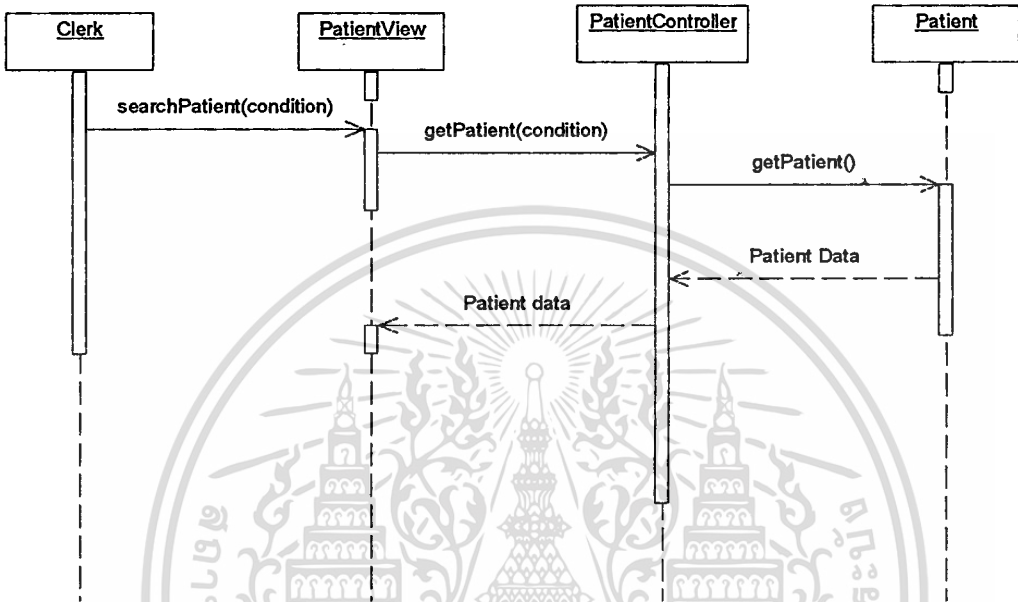 Clerk
PatientView
PatientController
Patient
searchPatient(condition)
getPatient(condition)
getPatient()
Patient Data
Patient data